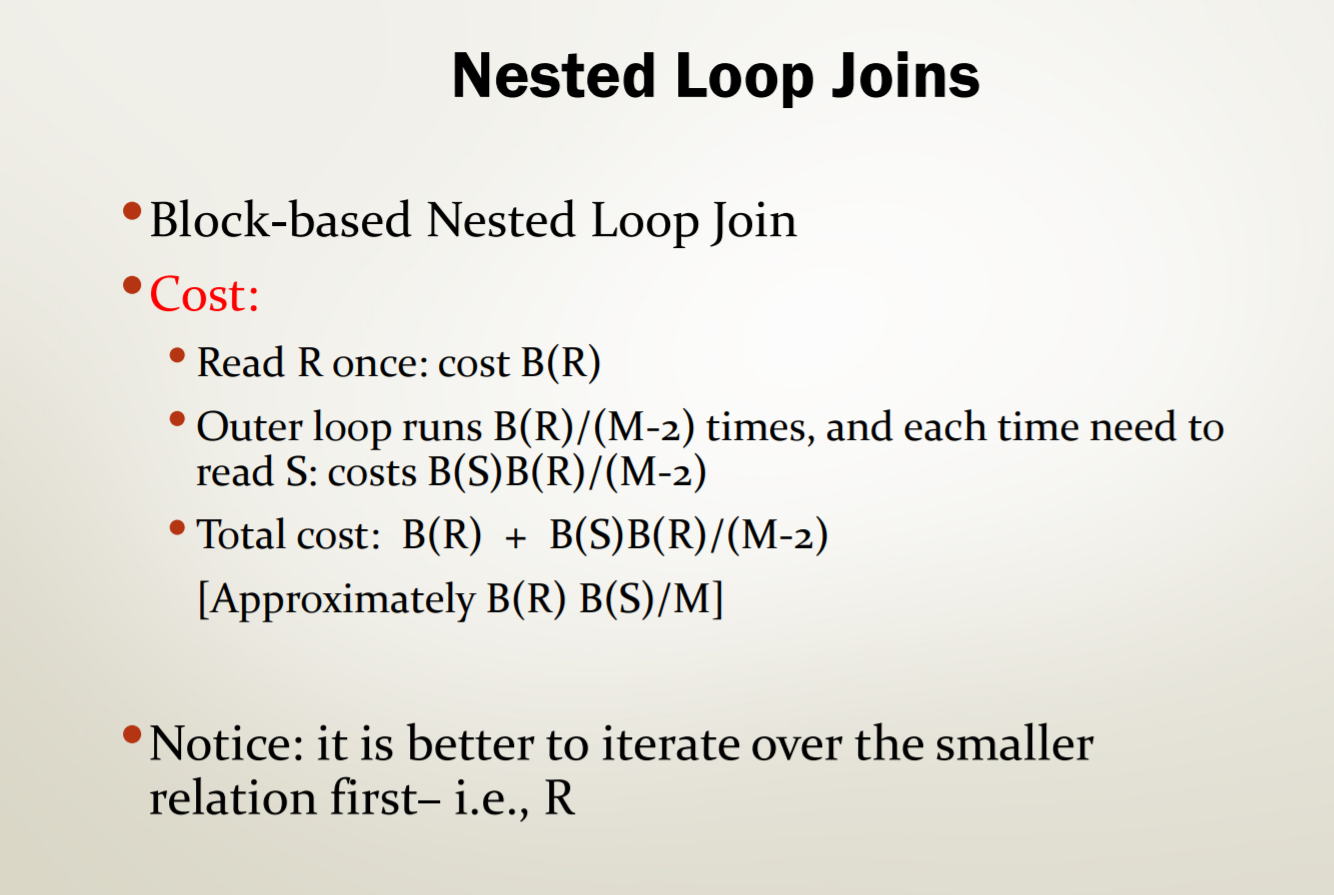 Nested Loop Joins
•Block-based Nested Loop Join
•Cost:
•Read R once: cost B(R)
•Outer loop runs B(R)/(M-2) times, and each time need to
read S: costs B(S)B(R)/(M-2)
•Total cost:  B(R)  +  B(S)B(R)/(M-2)
[Approximately B(R) B(S)/M]
•Notice: it is better to iterate over the smaller
relation first– i.e., R